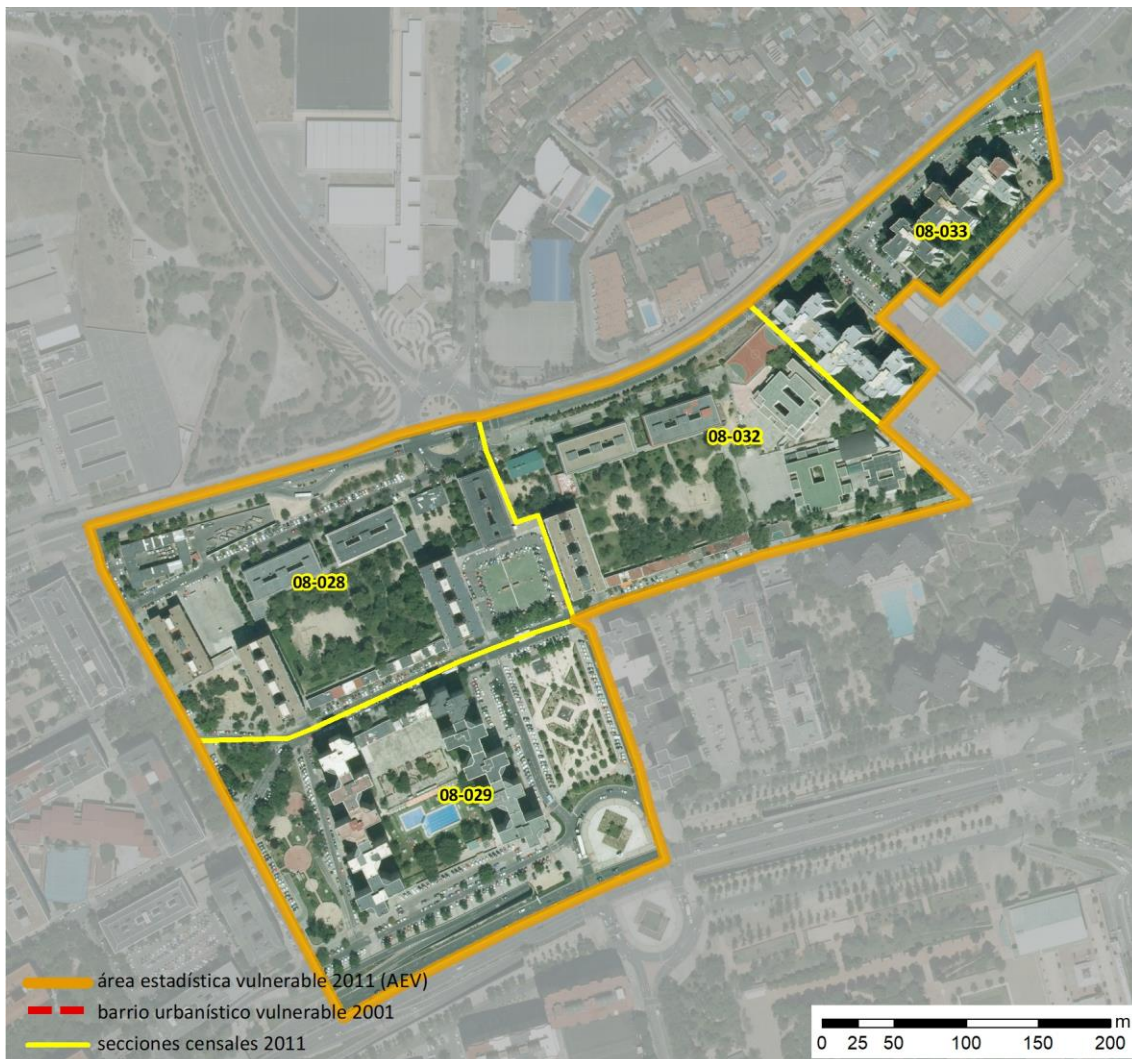 08-033
08-032
08-028
08-029
área estadística vulnerable 2011 (AEV)
barrio urbanístico vulnerable 2001
secciones censales 2011
m
0 25 50 100 150 200